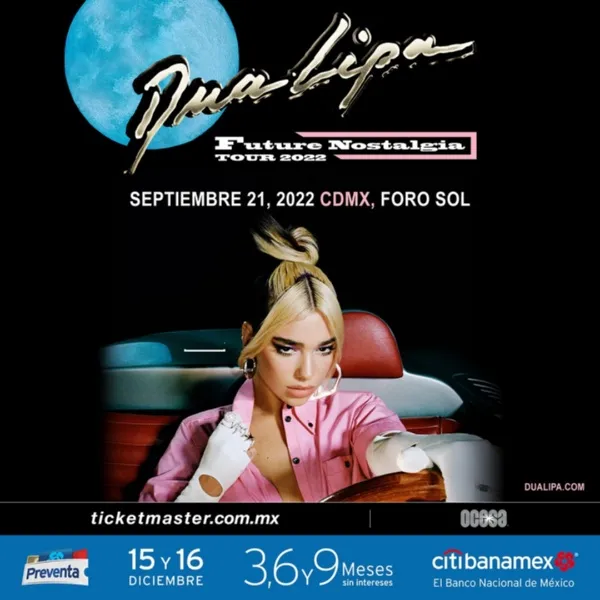 Dua Lipa
Future Nostalgia
TOUR 2022
SEPTIEMBRE 21, 2022 CDMX, FORO SOL
DUALIPA.COM
ticketmaster.com.mx
ocesa
Preventa
15 Y 16
DICIEMBRE
3,6 Y 9 Meses
sin intereses
citibanamex
El Banco Nacional de México